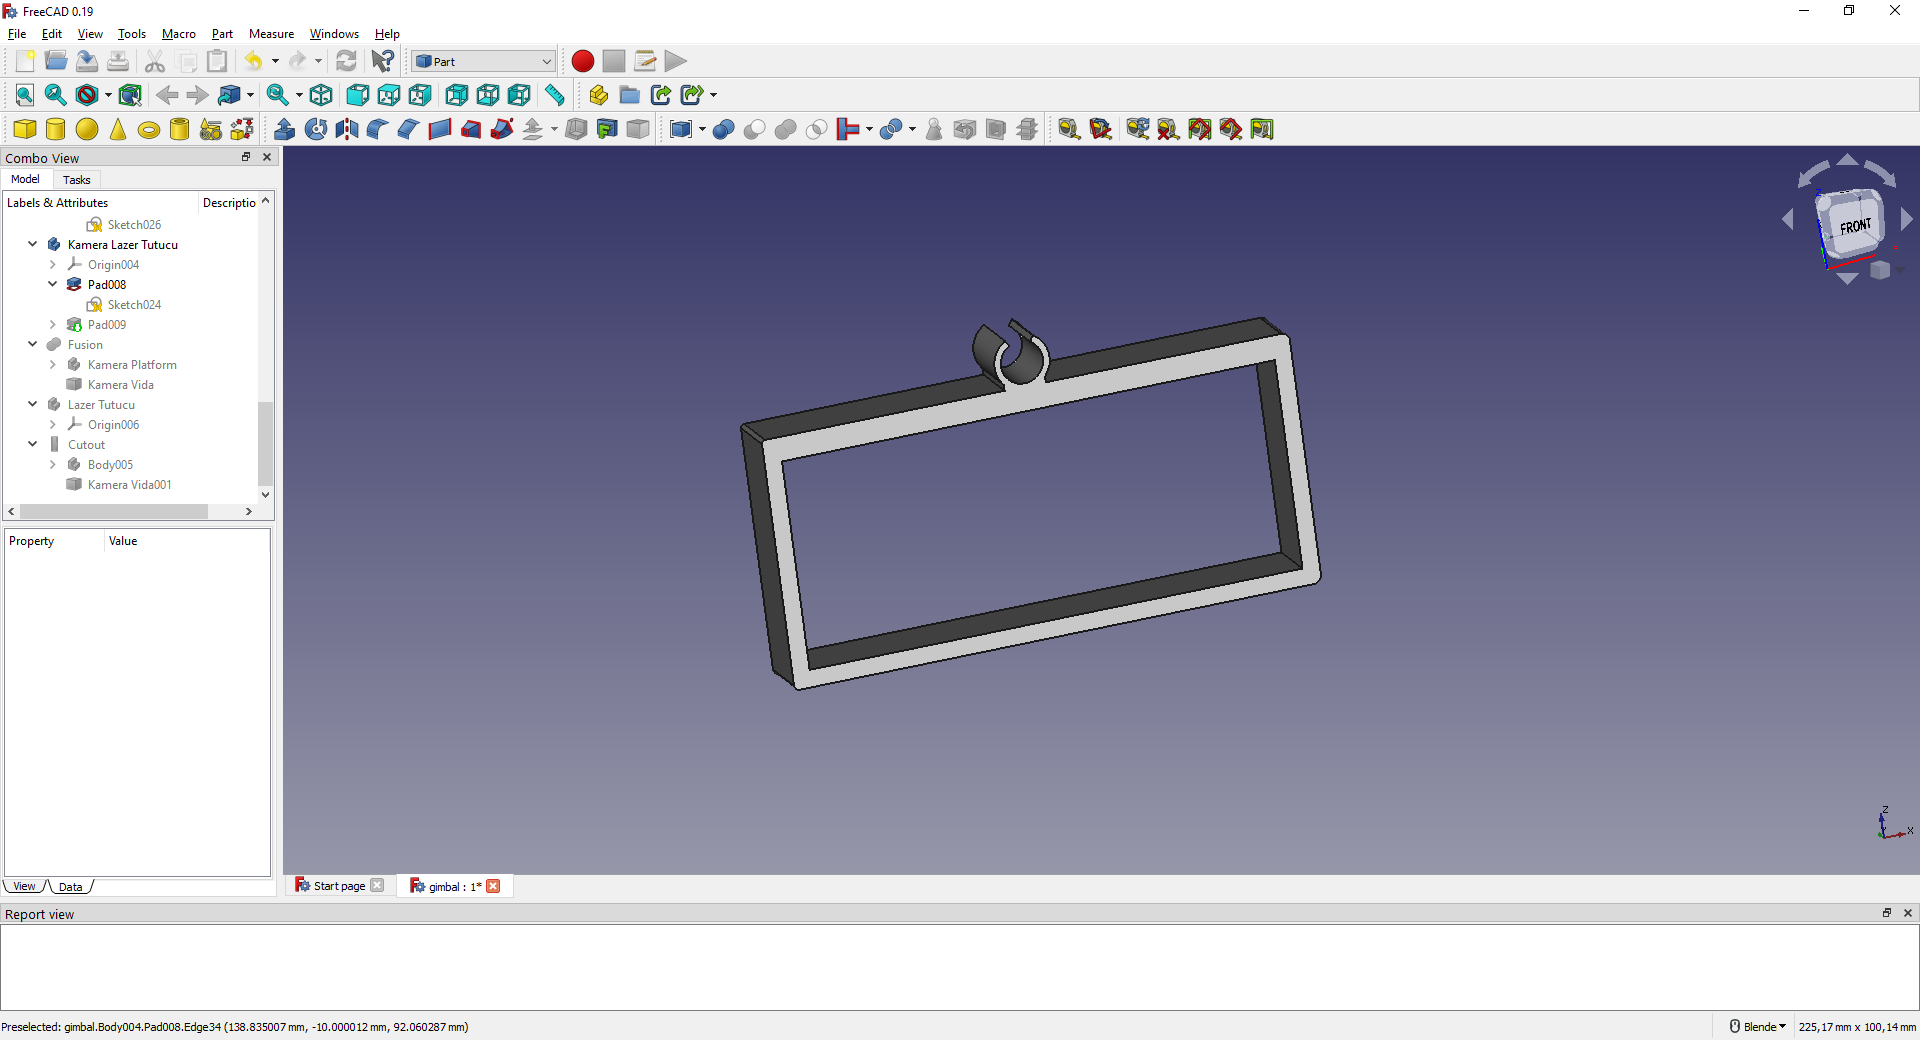 FreeCAD 0.19
File Edit View Tools Macro Part Measure Windows Help
Part
Combo View
Model Tasks
Labels & Attributes Descriptio
Sketch026
Kamera Lazer Tutucu
Origin004
Pad008
Sketch024
Pad009
Fusion
Kamera Platform
Kamera Vida
Lazer Tutucu
Origin006
Cutout
Body005
Kamera Vida001
Property Value
View Data
FRONT
Z
X
Start page
gimbal : 1*
Report view
Preselected: gimbal.Body004.Pad008.Edge34 (138.835007 mm, -10.000012 mm, 92.060287 mm)
Blende
225,17 mm x 100,14 mm